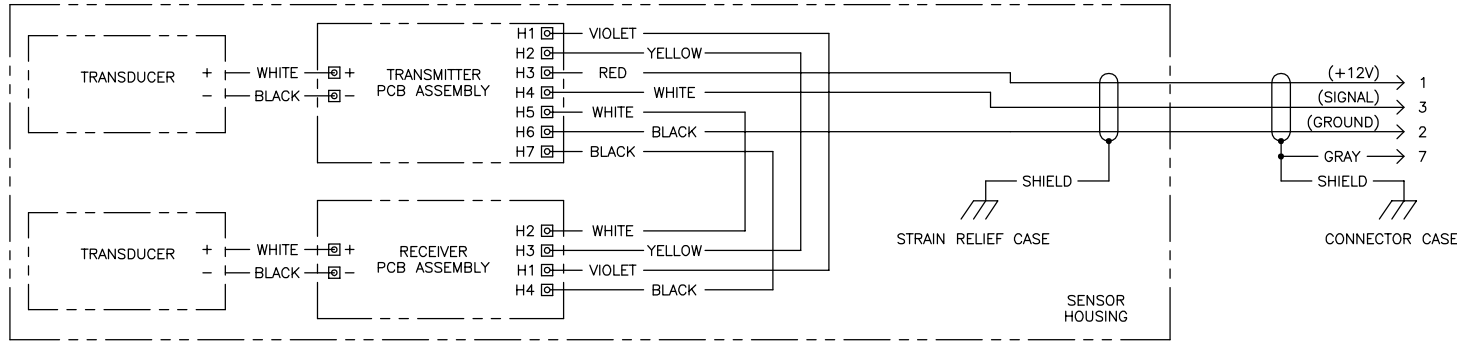 TRANSDUCER
+
−
WHITE
BLACK
+
−
TRANSMITTER
PCB ASSEMBLY
H1
H2
H3
H4
H5
H6
H7
VIOLET
YELLOW
RED
WHITE
WHITE
BLACK
BLACK
(+12V)
(SIGNAL)
(GROUND)
GRAY
1
3
2
7
SHIELD
STRAIN RELIEF CASE
SHIELD
CONNECTOR CASE
TRANSDUCER
+
−
WHITE
BLACK
+
−
RECEIVER
PCB ASSEMBLY
H2
H3
H1
H4
WHITE
YELLOW
VIOLET
BLACK
SENSOR
HOUSING